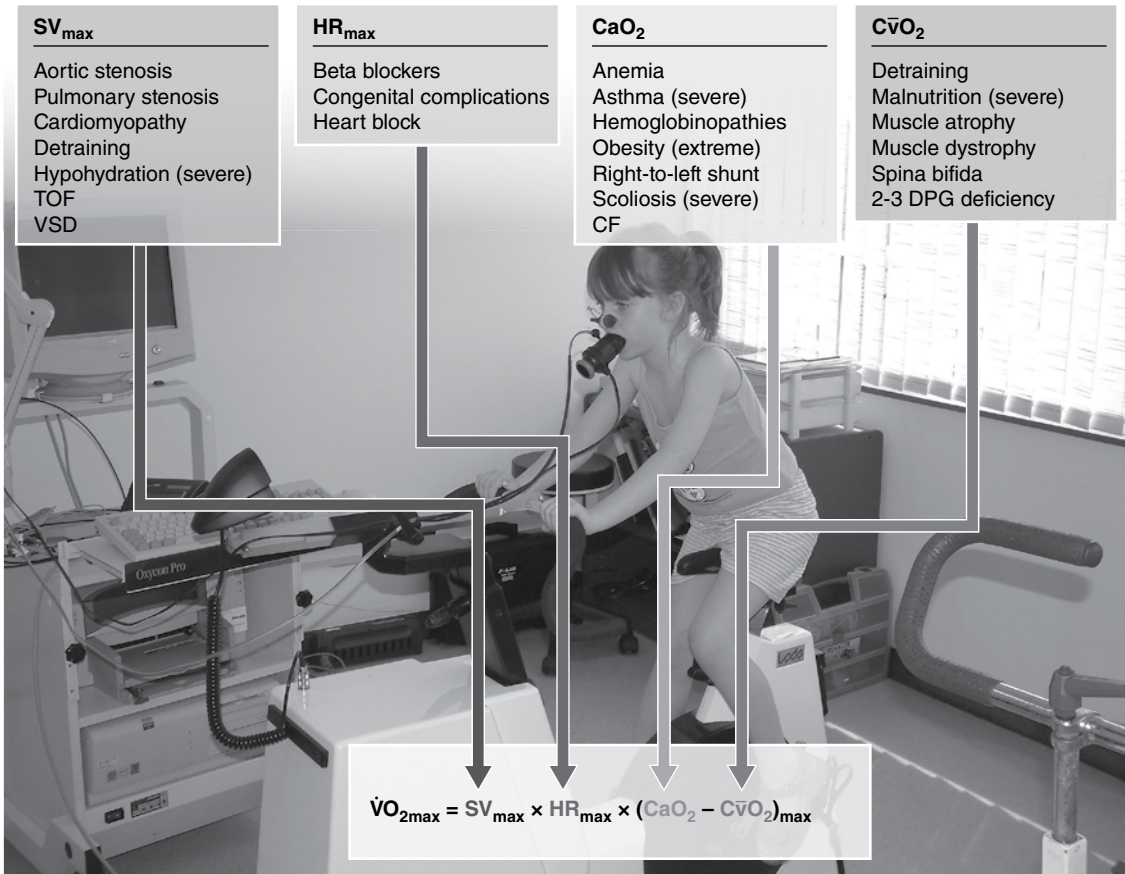 SVmax
Aortic stenosis
Pulmonary stenosis
Cardiomyopathy
Detraining
Hypohydration (severe)
TOF
VSD
HRmax
Beta blockers
Congenital complications
Heart block
CaO2
Anemia
Asthma (severe)
Hemoglobinopathies
Obesity (extreme)
Right-to-left shunt
Scoliosis (severe)
CF
Cv̄O2
Detraining
Malnutrition (severe)
Muscle atrophy
Muscle dystrophy
Spina bifida
2-3 DPG deficiency
Oxycon Pro
V̇O2max = SVmax × HRmax × (CaO2 – Cv̄O2)max